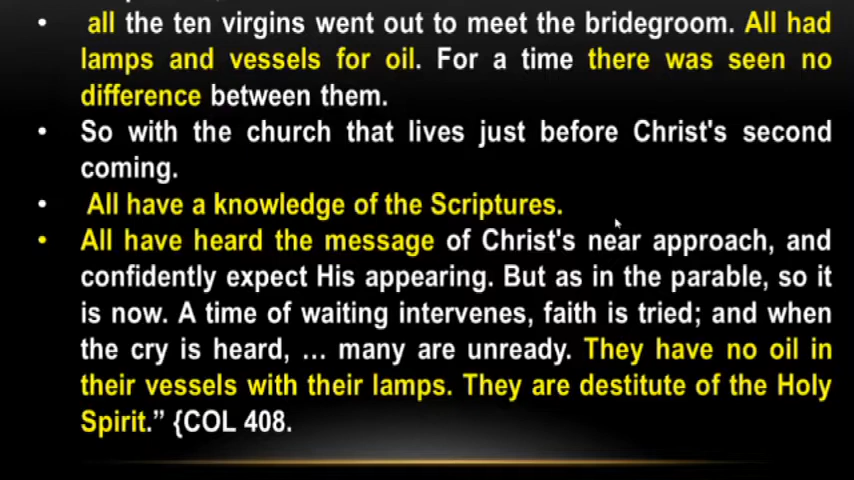 • all the ten virgins went out to meet the bridegroom. All had
lamps and vessels for oil. For a time there was seen no
difference between them.
• So with the church that lives just before Christ's second
coming.
• All have a knowledge of the Scriptures.
• All have heard the message of Christ's near approach, and
confidently expect His appearing. But as in the parable, so it
is now. A time of waiting intervenes, faith is tried; and when
the cry is heard, … many are unready. They have no oil in
their vessels with their lamps. They are destitute of the Holy
Spirit.” {COL 408.